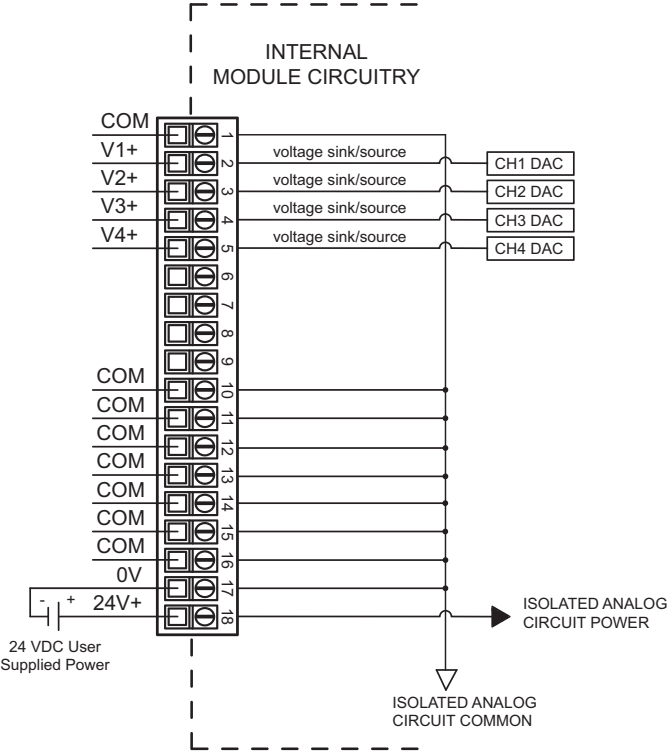 INTERNAL
MODULE CIRCUITRY
COM
1
V1+
2
voltage sink/source
CH1 DAC
V2+
3
voltage sink/source
CH2 DAC
V3+
4
voltage sink/source
CH3 DAC
V4+
5
voltage sink/source
CH4 DAC
6
7
8
9
COM
10
COM
11
COM
12
COM
13
COM
14
COM
15
COM
16
0V
17
- +
24V+
18
ISOLATED ANALOG
CIRCUIT POWER
24 VDC User
Supplied Power
ISOLATED ANALOG
CIRCUIT COMMON